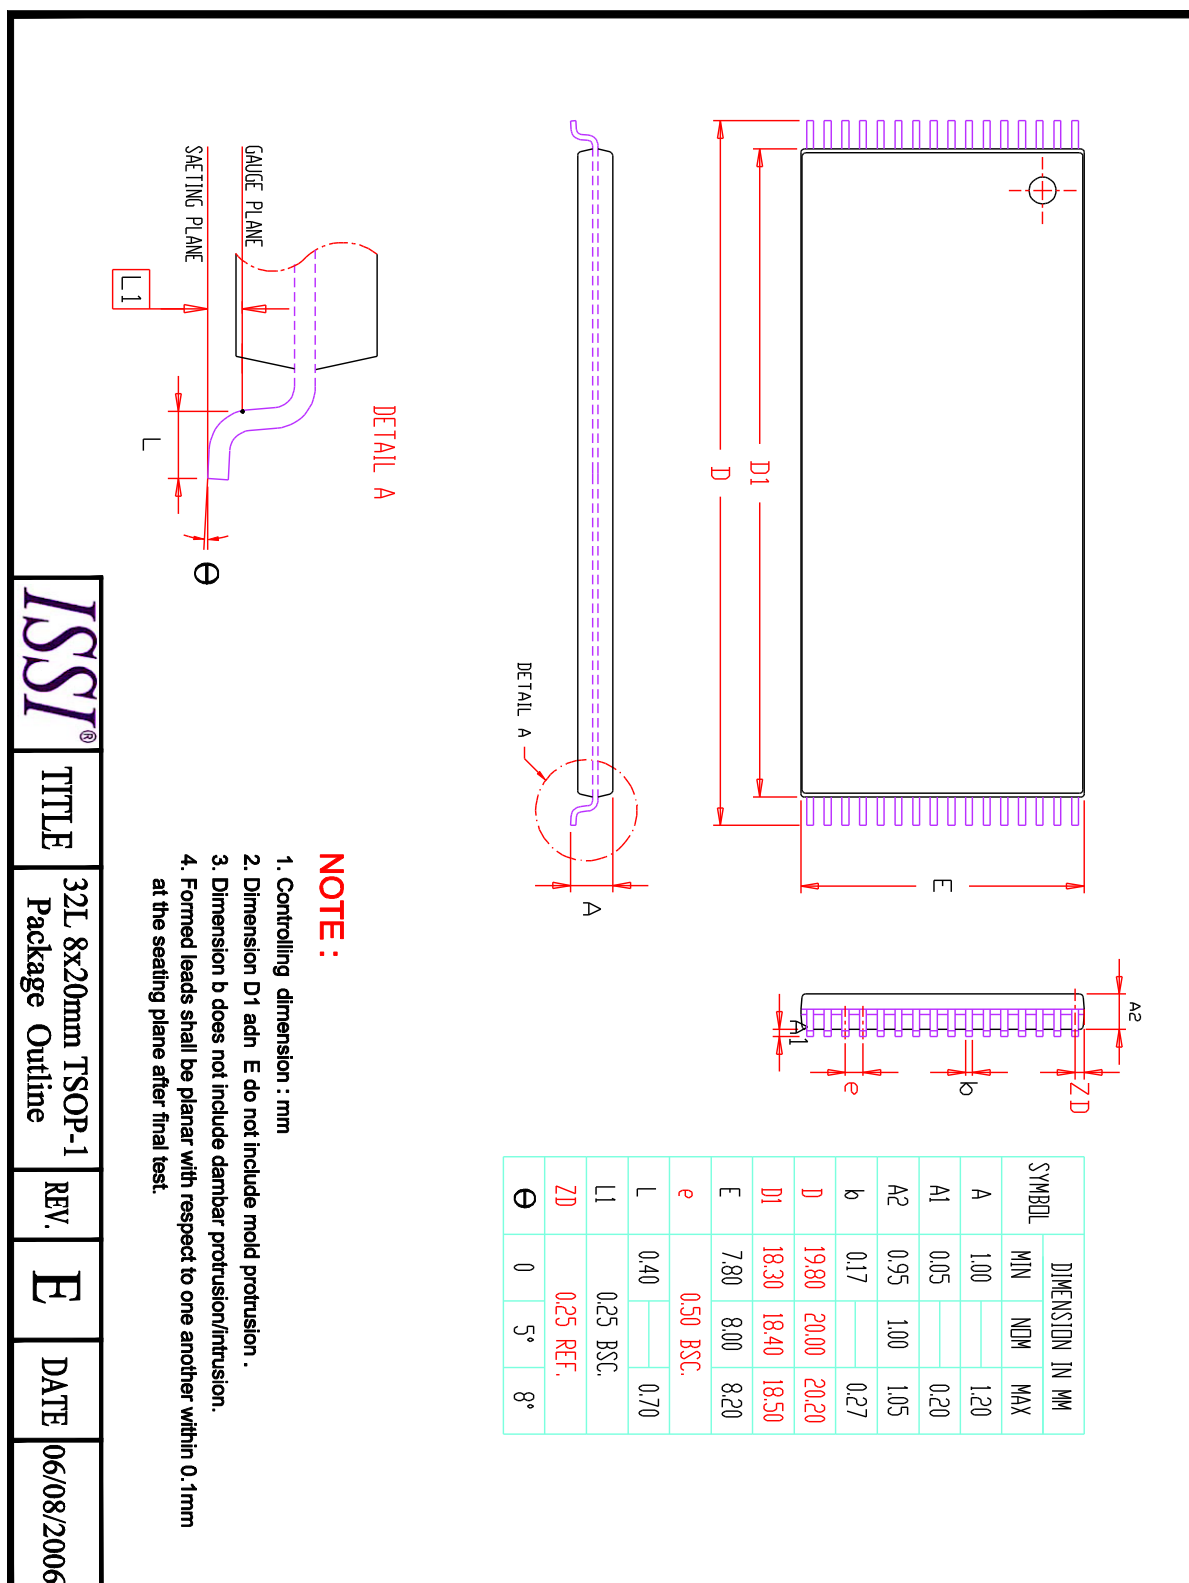 D
D1
E
A
DETAIL A
A2
A1
e
b
ZD
GAUGE PLANE
SAETING PLANE
L1
L
DETAIL A
Θ
SYMBOL DIMENSION IN MM
MIN NOM MAX
A 1.00 1.20
A1 0.05 0.20
A2 0.95 1.00 1.05
b 0.17 0.27
D 19.80 20.00 20.20
D1 18.30 18.40 18.50
E 7.80 8.00 8.20
e 0.50 BSC.
L 0.40 0.70
L1 0.25 BSC.
ZD 0.25 REF.
Θ 0 5° 8°
NOTE :
1. Controlling dimension : mm
2. Dimension D1 adn E do not include mold protrusion .
3. Dimension b does not include dambar protrusion/intrusion.
4. Formed leads shall be planar with respect to one another within 0.1mm
at the seating plane after final test.
ISSI®
TITLE
32L 8x20mm TSOP-1
Package Outline
REV.
E
DATE
06/08/2006